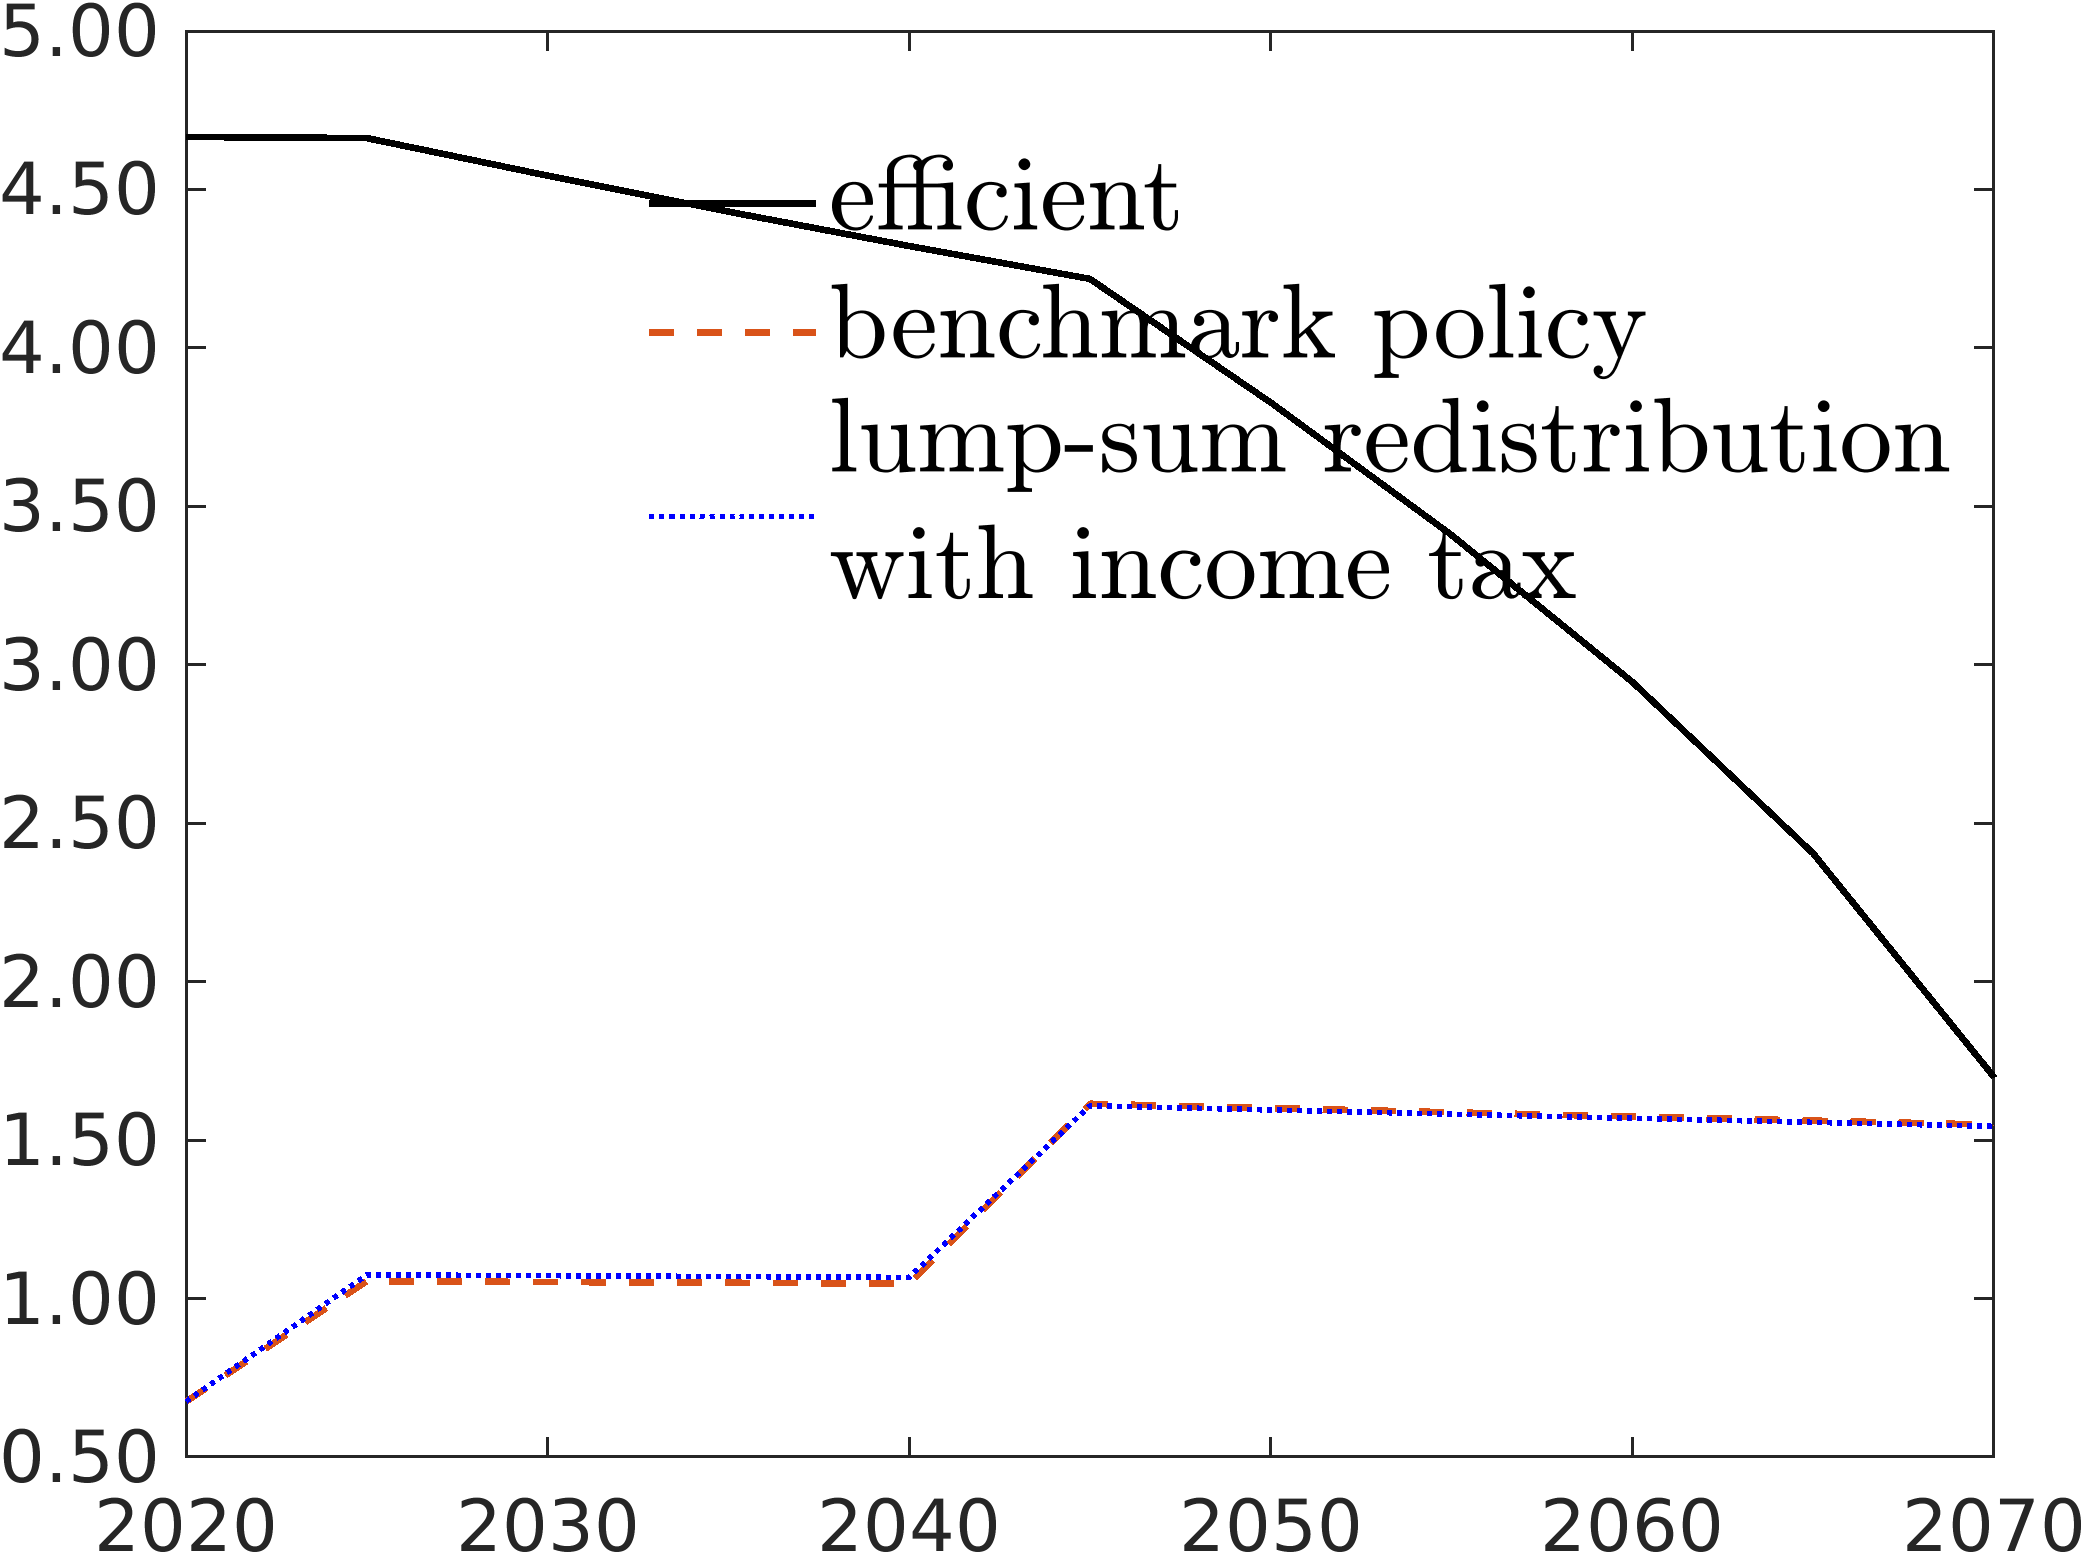 5.00
4.50
4.00
3.50
3.00
2.50
2.00
1.50
1.00
0.50
efficient
benchmark policy
lump-sum redistribution
with income tax
2020 2030 2040 2050 2060 2070